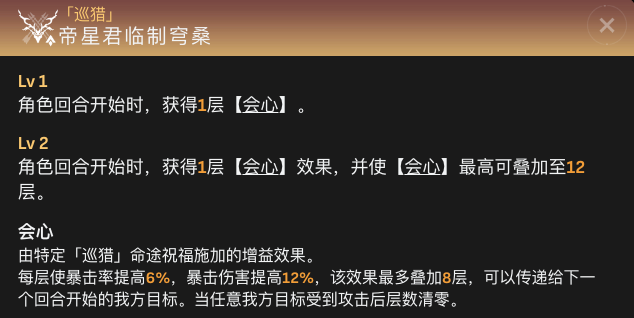 「巡猎」
帝星君临制穹桑
Lv 1
角色回合开始时，获得1层【会心】。
Lv 2
角色回合开始时，获得1层【会心】效果，并使【会心】最高可叠加至12
层。
会心
由特定「巡猎」命途祝福施加的增益效果。
每层使暴击率提高6%，暴击伤害提高12%，该效果最多叠加8层，可以传递给下一
个回合开始的我方目标。当任意我方目标受到攻击后层数清零。